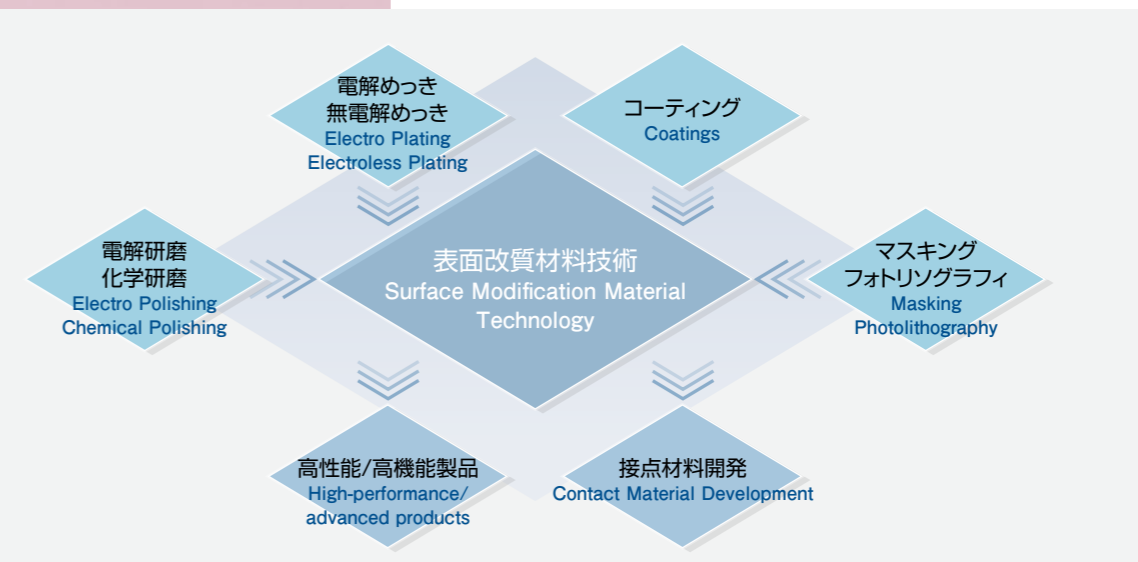 電解めっき
無電解めっき
Electro Plating
Electroless Plating
コーティング
Coatings
電解研磨
化学研磨
Electro Polishing
Chemical Polishing
表面改質材料技術
Surface Modification Material
Technology
マスキング
フォトリソグラフィ
Masking
Photolithography
高性能/高機能製品
High-performance/
advanced products
接点材料開発
Contact Material Development